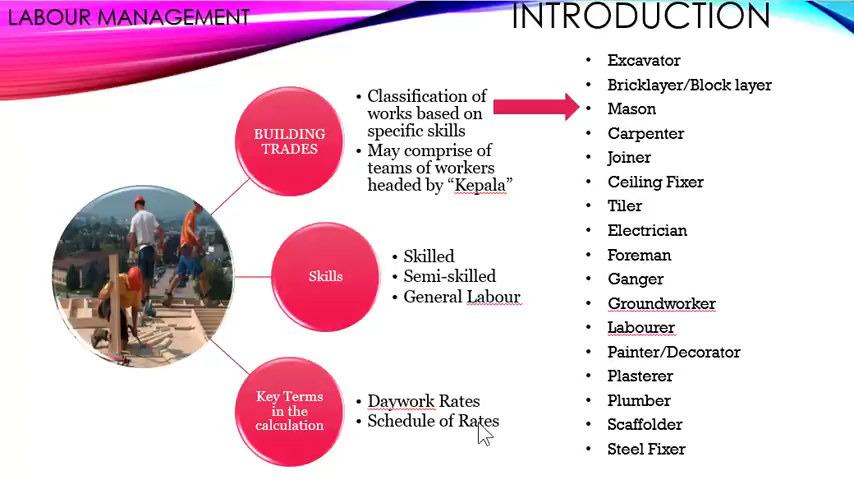 LABOUR MANAGEMENT
INTRODUCTION
BUILDING
TRADES
• Classification of
works based on
specific skills
• May comprise of
teams of workers
headed by “Kepala”
Skills
• Skilled
• Semi-skilled
• General Labour
Key Terms
in the
calculation
• Daywork Rates
• Schedule of Rates
• Excavator
• Bricklayer/Block layer
• Mason
• Carpenter
• Joiner
• Ceiling Fixer
• Tiler
• Electrician
• Foreman
• Ganger
• Groundworker
• Labourer
• Painter/Decorator
• Plasterer
• Plumber
• Scaffolder
• Steel Fixer